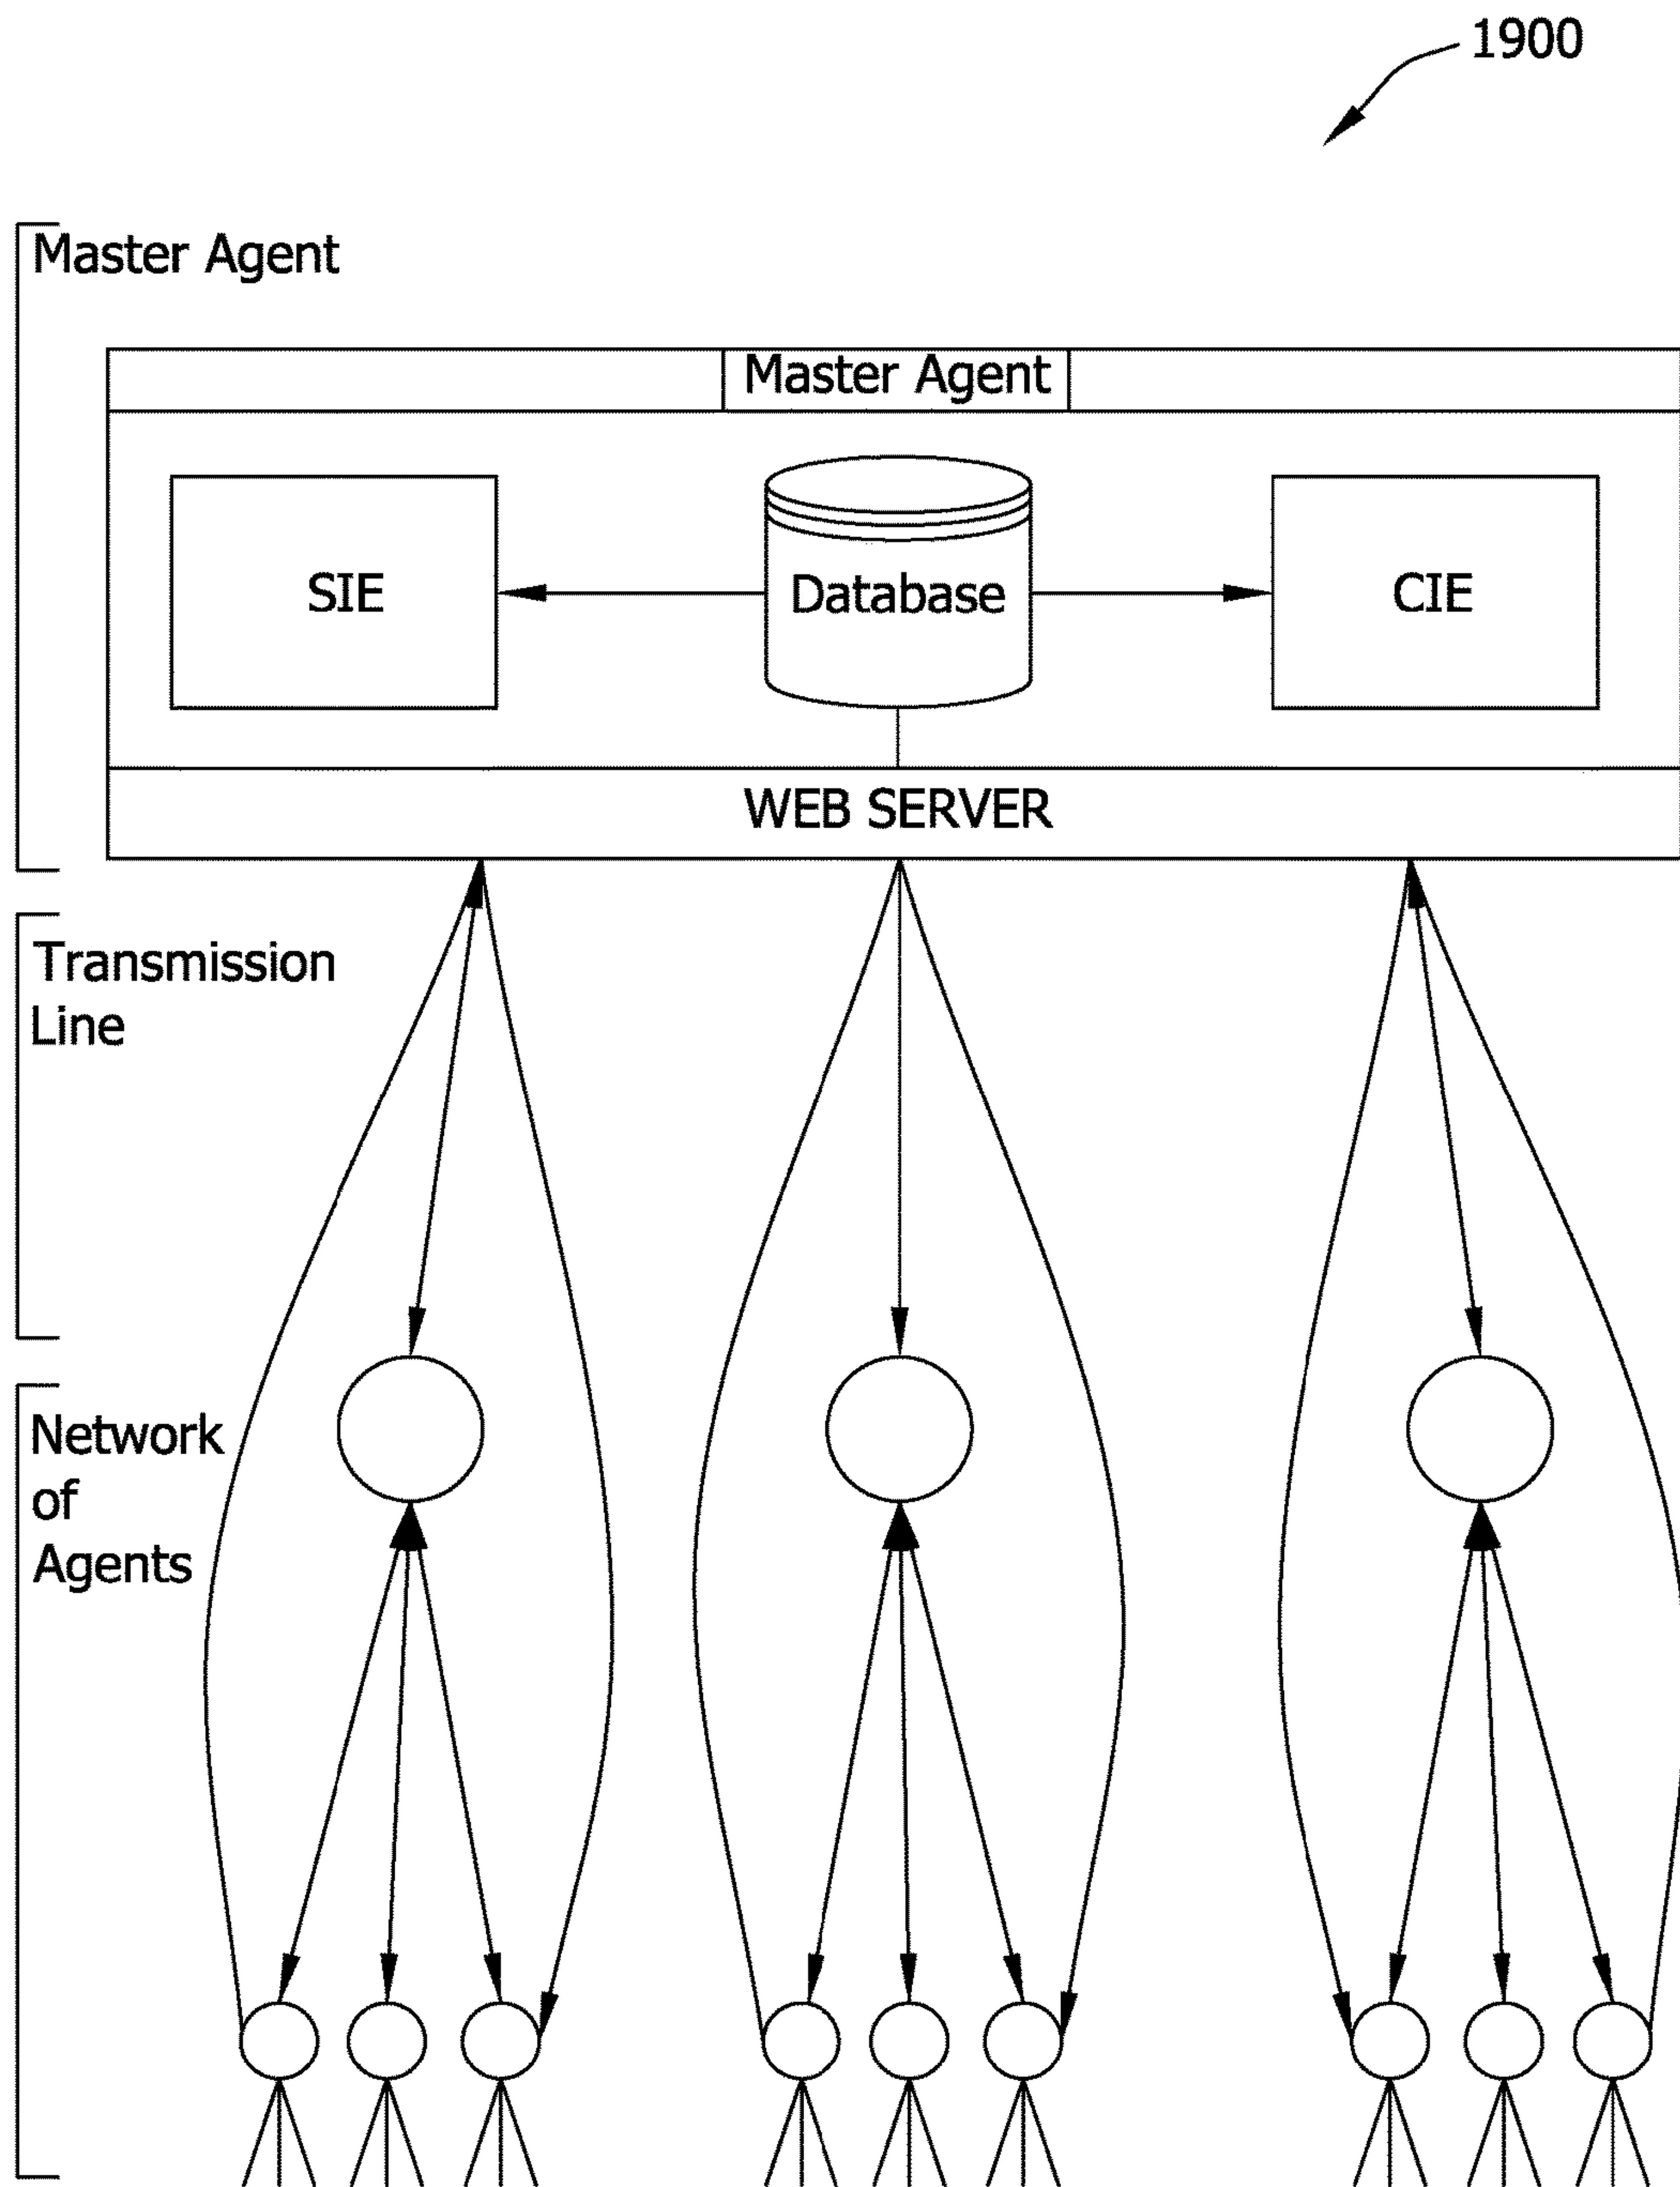 1900
Master Agent
Master Agent
SIE
Database
CIE
WEB SERVER
Transmission
Line
Network
of
Agents